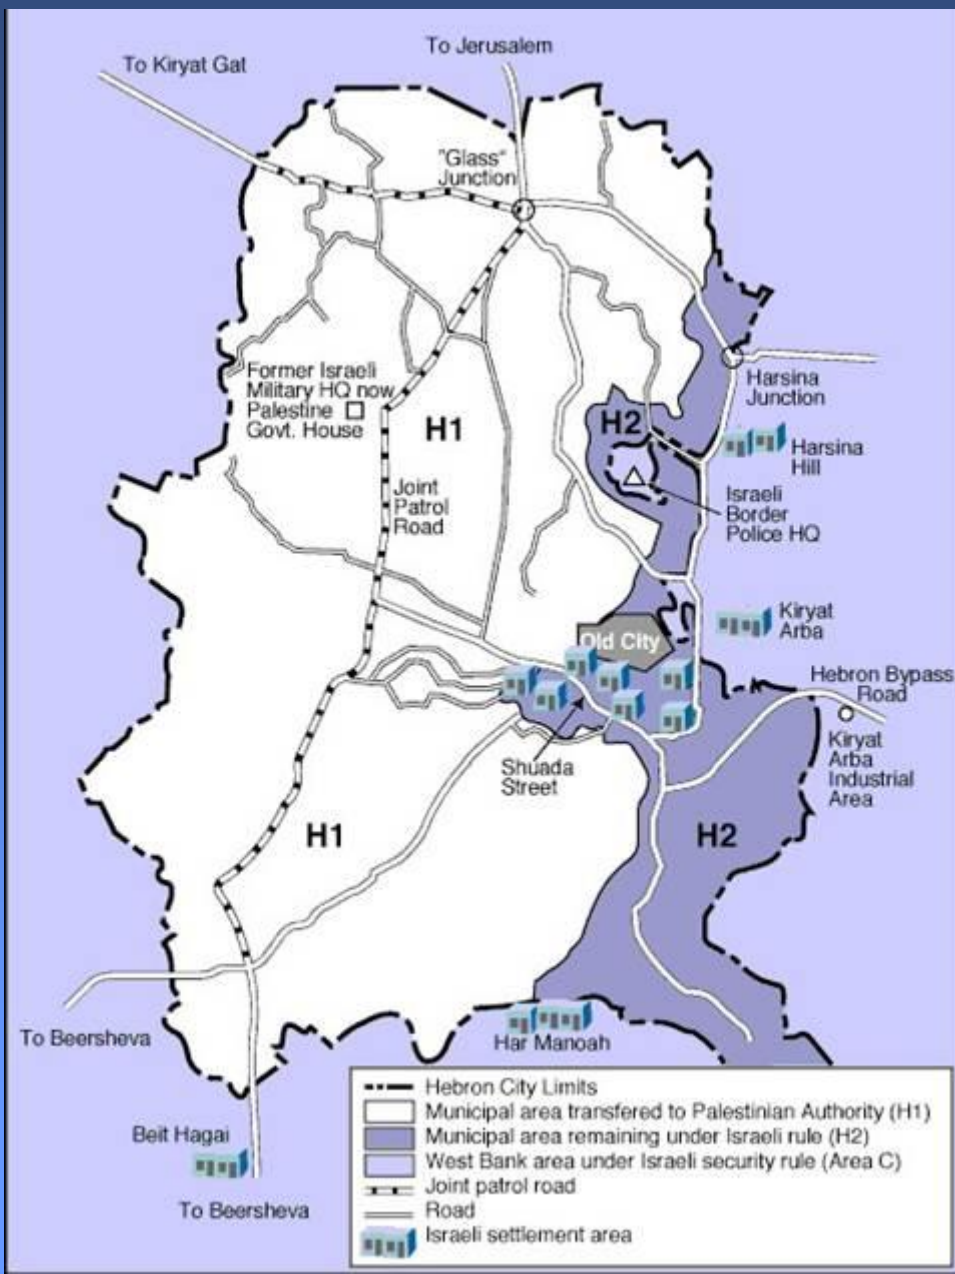 To Jerusalem
To Kiryat Gat
"Glass"
Junction
Harsina
Junction
Former Israeli
Military HQ now
Palestine
Govt. House
H1
H2
Harsina
Hill
Joint
Patrol
Road
Israeli
Border
Police HQ
Kiryat
Arba
Old City
Hebron Bypass
Road
Kiryat
Arba
Industrial
Area
Shuada
Street
H1
H2
Har Manoah
To Beersheva
Beit Hagai
To Beersheva
Hebron City Limits
Municipal area transfered to Palestinian Authority (H1)
Municipal area remaining under Israeli rule (H2)
West Bank area under Israeli security rule (Area C)
Joint patrol road
Road
Israeli settlement area